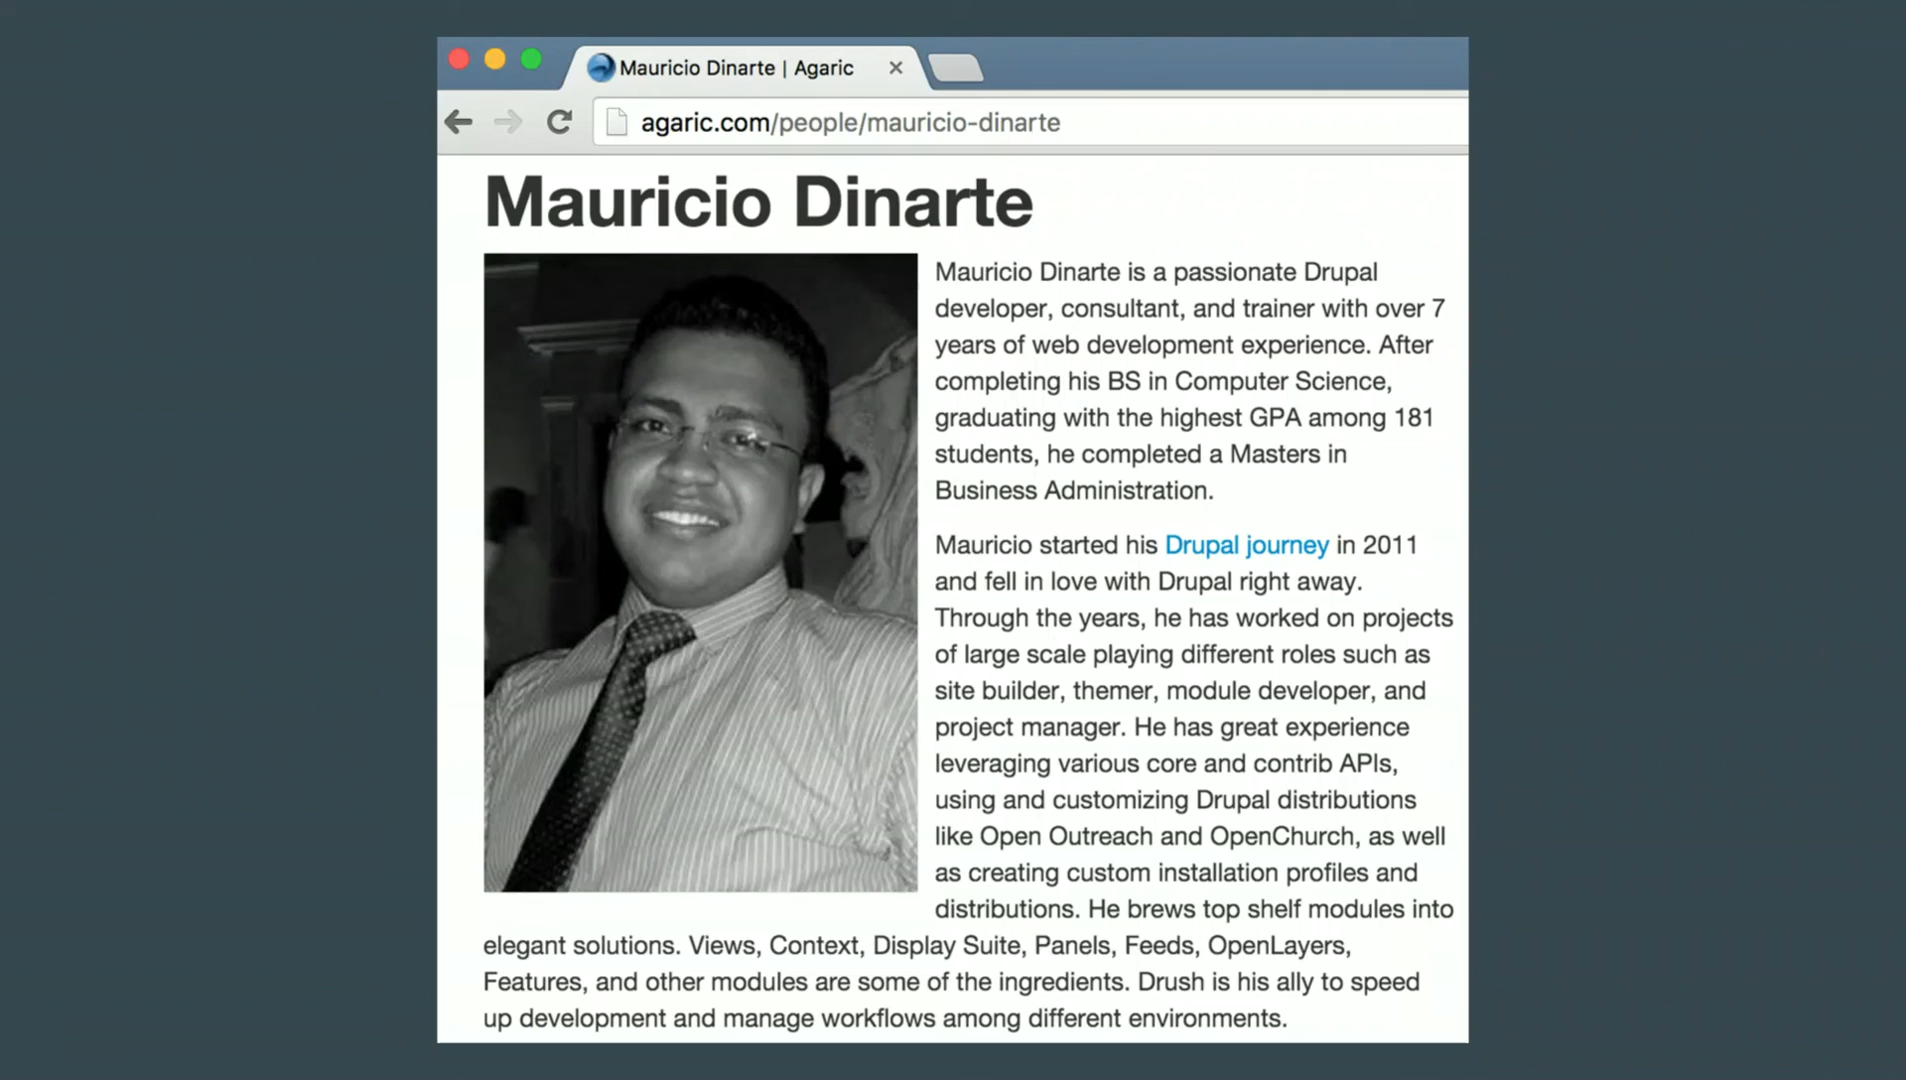 Mauricio Dinarte | Agaric
agaric.com/people/mauricio-dinarte
Mauricio Dinarte
Mauricio Dinarte is a passionate Drupal
developer, consultant, and trainer with over 7
years of web development experience. After
completing his BS in Computer Science,
graduating with the highest GPA among 181
students, he completed a Masters in
Business Administration.
Mauricio started his Drupal journey in 2011
and fell in love with Drupal right away.
Through the years, he has worked on projects
of large scale playing different roles such as
site builder, themer, module developer, and
project manager. He has great experience
leveraging various core and contrib APIs,
using and customizing Drupal distributions
like Open Outreach and OpenChurch, as well
as creating custom installation profiles and
distributions. He brews top shelf modules into
elegant solutions. Views, Context, Display Suite, Panels, Feeds, OpenLayers,
Features, and other modules are some of the ingredients. Drush is his ally to speed
up development and manage workflows among different environments.